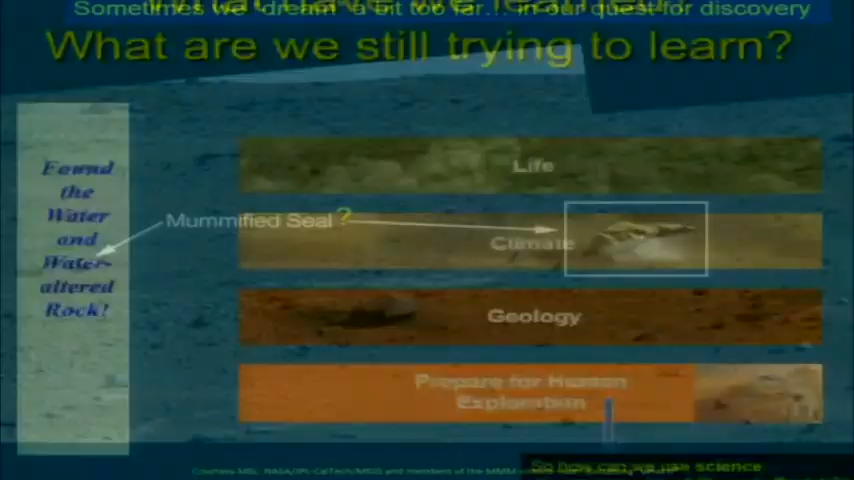 Sometimes we "dream" a bit too far... in our quest for discovery
What are we still trying to learn?
Found
the
Water
and
Water-
altered
Rock!
Life
Mummified Seal?
Climate
Geology
Prepare for Human
Exploration
So how can we use science